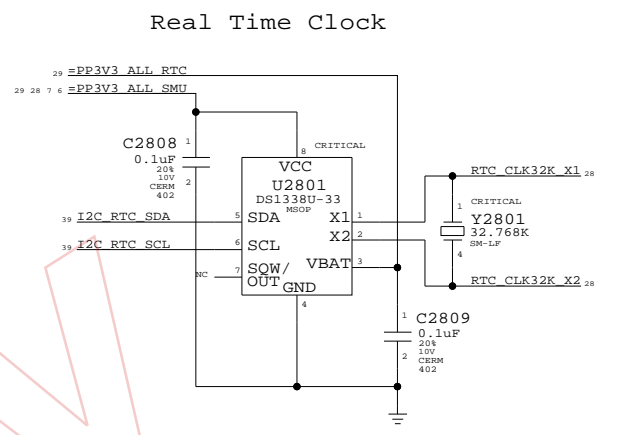 Real Time Clock
29 =PP3V3_ALL_RTC
29 28 7 6 =PP3V3_ALL_SMU
C2808 1
0.1uF
20%
10V
CERM 2
402
8 CRITICAL
VCC
U2801
DS1338U-33
MSOP
39 I2C_RTC_SDA 5 SDA X1 1
X2 2
39 I2C_RTC_SCL 6 SCL
VBAT 3
NC 7 SQW/
OUT GND
4
RTC_CLK32K_X1 28
1 CRITICAL
Y2801
32.768K
SM-LF
4
RTC_CLK32K_X2 28
1 C2809
0.1uF
20%
10V
2 CERM
402